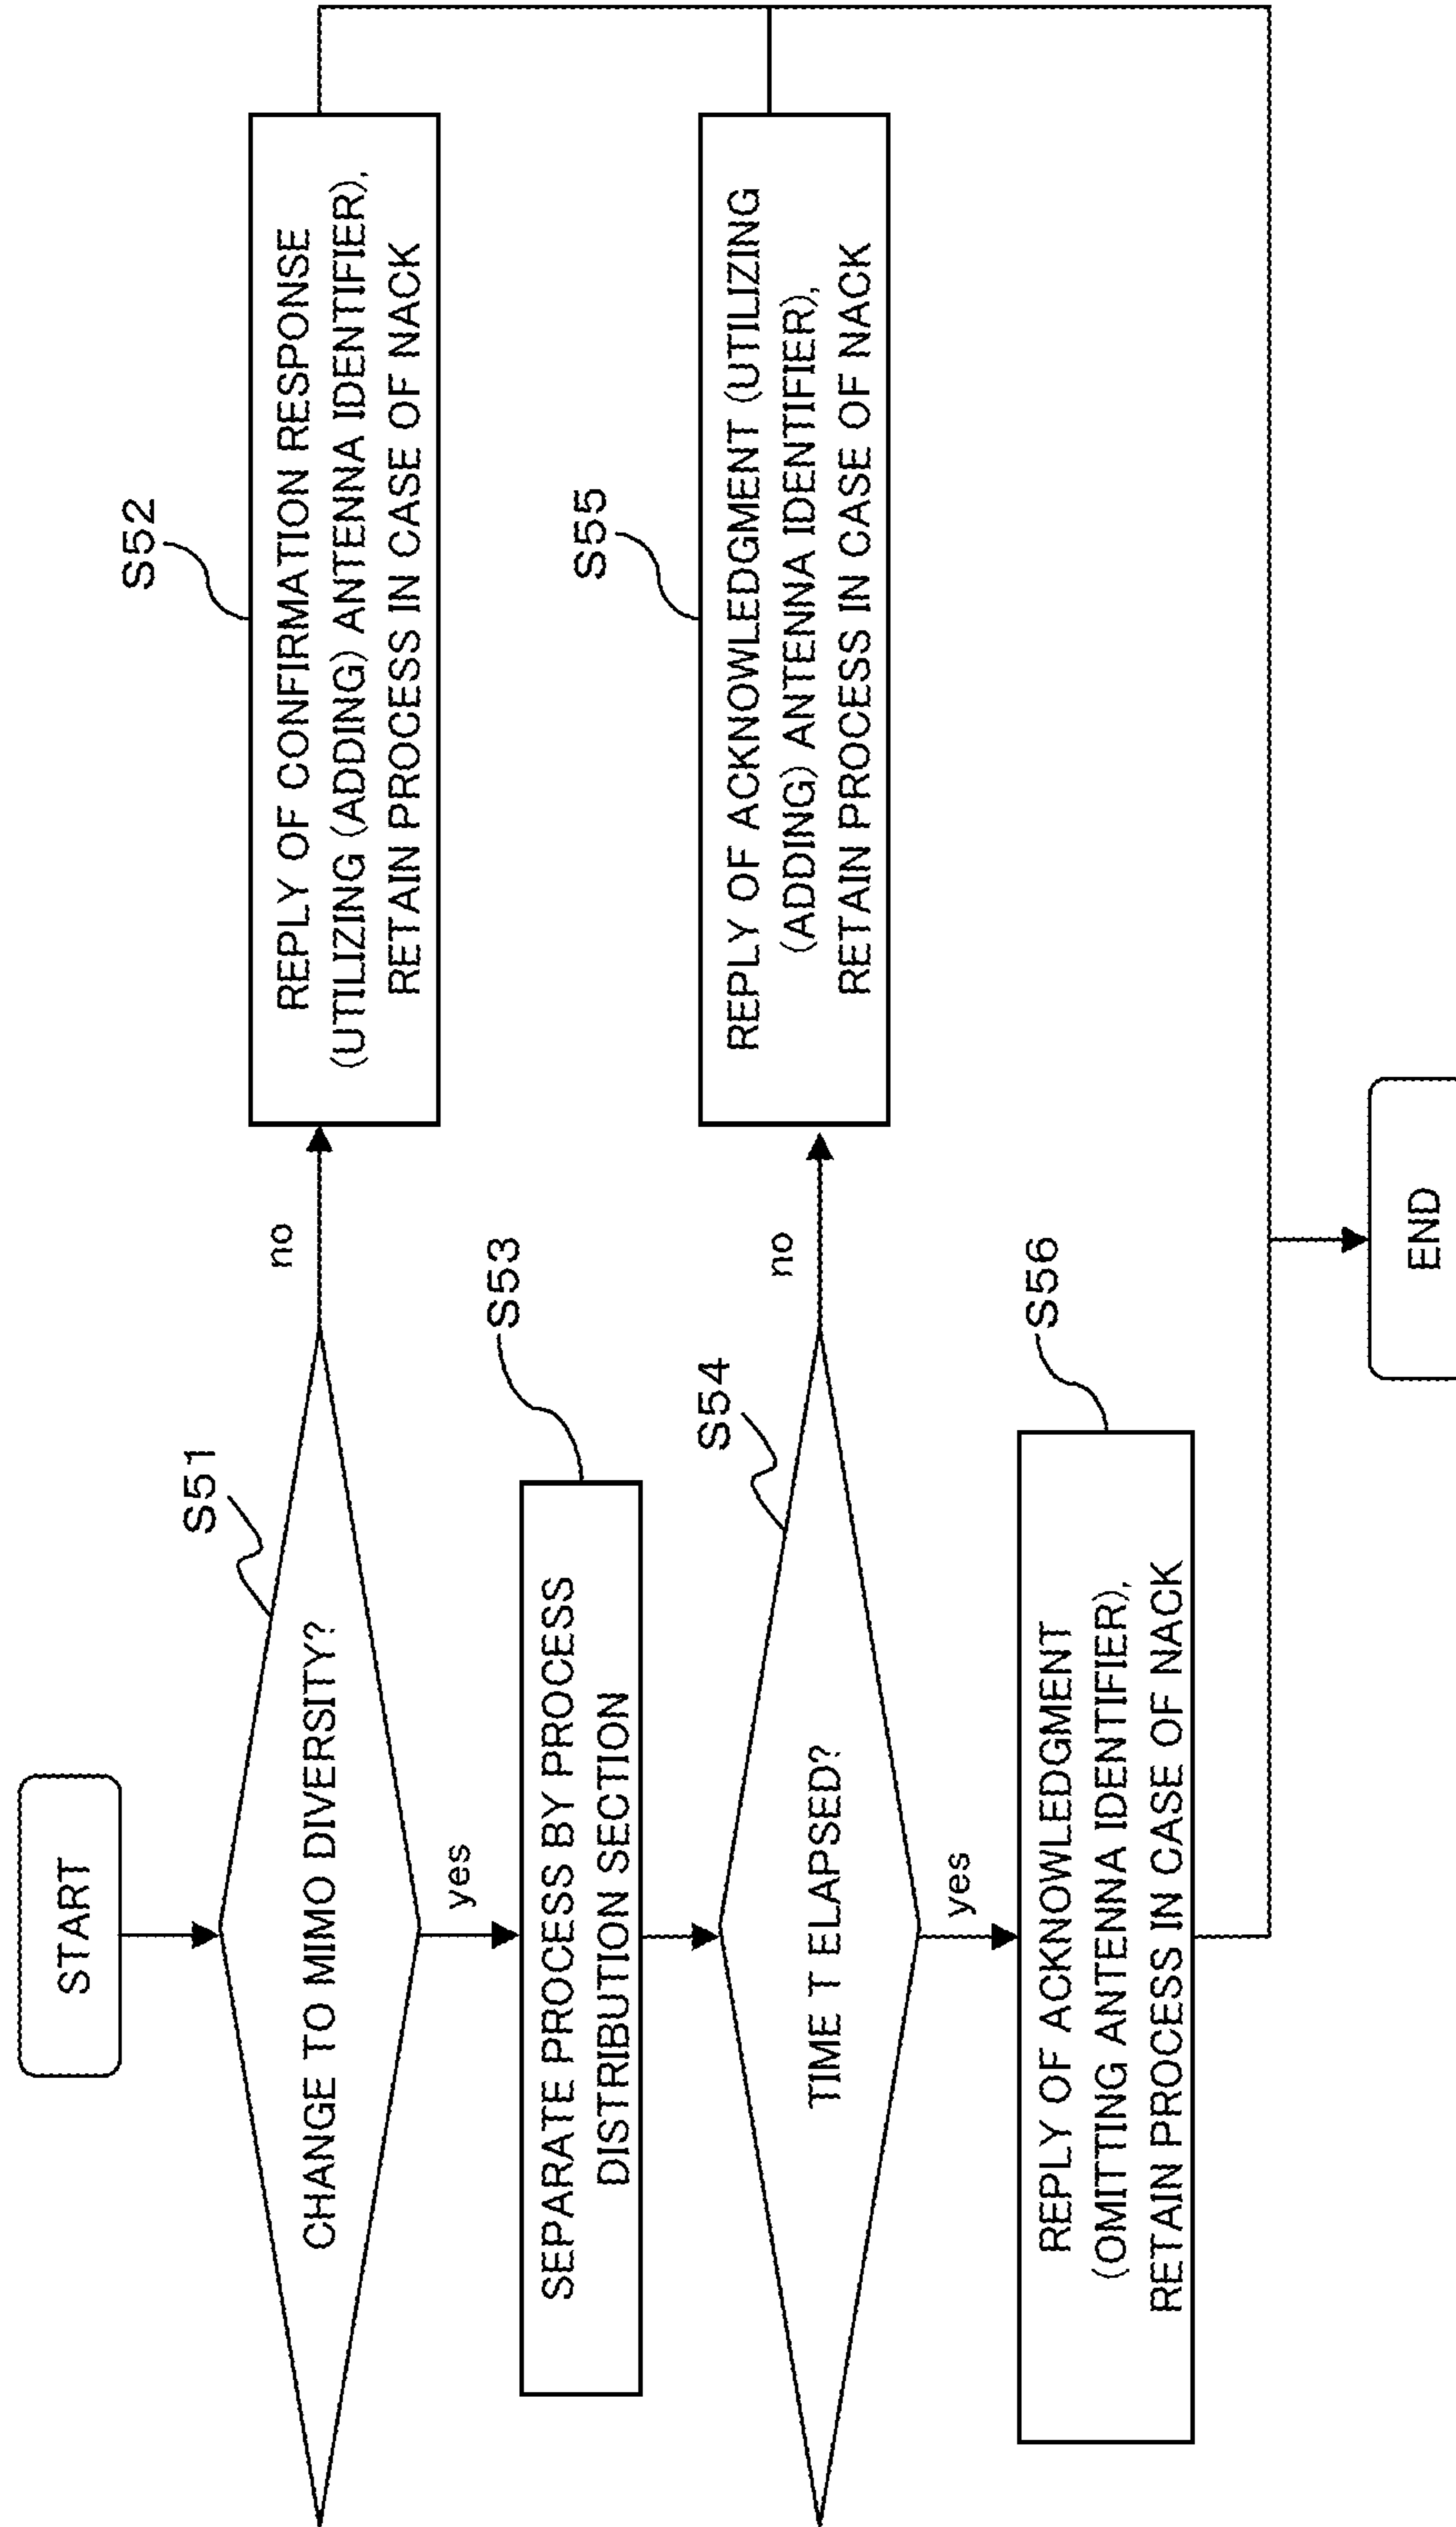 START
S51
CHANGE TO MIMO DIVERSITY?
no
S52
REPLY OF CONFIRMATION RESPONSE
(UTILIZING (ADDING) ANTENNA IDENTIFIER),
RETAIN PROCESS IN CASE OF NACK
yes
S53
SEPARATE PROCESS BY PROCESS
DISTRIBUTION SECTION
S54
TIME T ELAPSED?
no
S55
REPLY OF ACKNOWLEDGMENT (UTILIZING
(ADDING) ANTENNA IDENTIFIER),
RETAIN PROCESS IN CASE OF NACK
yes
S56
REPLY OF ACKNOWLEDGMENT
(OMITTING ANTENNA IDENTIFIER),
RETAIN PROCESS IN CASE OF NACK
END